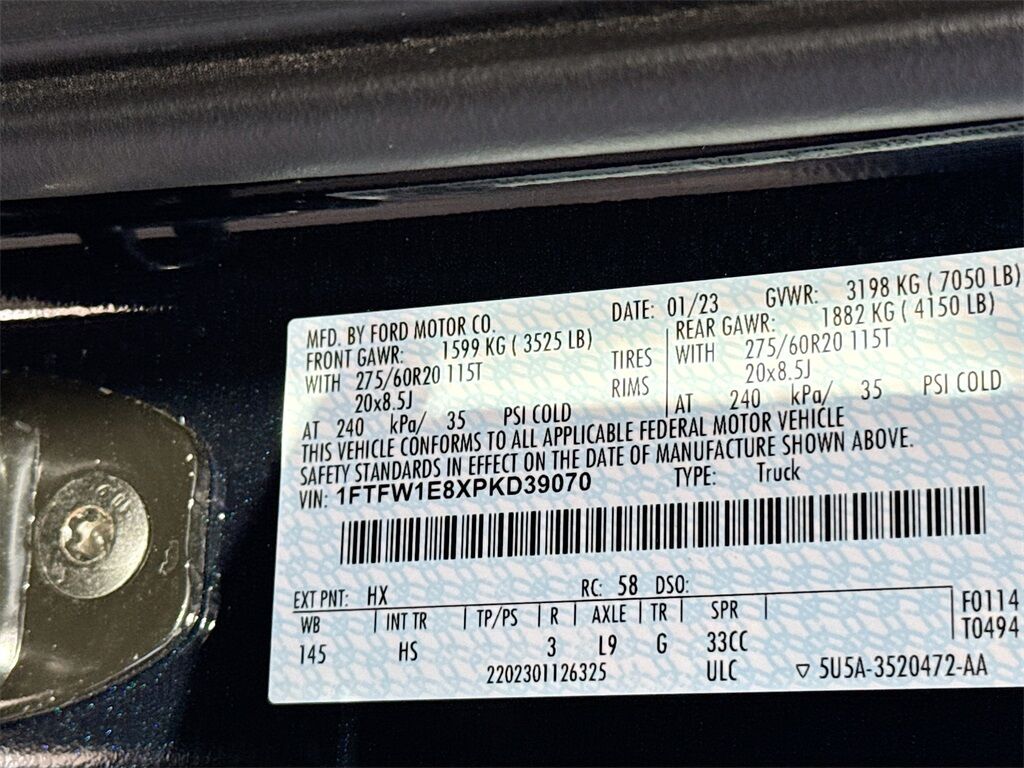 MFD. BY FORD MOTOR CO. DATE: 01/23 GVWR: 3198 KG ( 7050 LB)
FRONT GAWR: 1599 KG ( 3525 LB) REAR GAWR: 1882 KG ( 4150 LB)
WITH 275/60R20 115T TIRES WITH 275/60R20 115T
20x8.5J RIMS 20x8.5J
AT 240 kPa/ 35 PSI COLD AT 240 kPa/ 35 PSI COLD
THIS VEHICLE CONFORMS TO ALL APPLICABLE FEDERAL MOTOR VEHICLE
SAFETY STANDARDS IN EFFECT ON THE DATE OF MANUFACTURE SHOWN ABOVE.
VIN: 1FTFW1E8XPKD39070 TYPE: Truck
EXT PNT: HX RC: 58 DSO:
WB | INT TR | TP/PS | R | AXLE | TR | SPR | F0114
145 HS 3 L9 G 33CC T0494
2202301126325 ULC ▽ 5U5A-3520472-AA